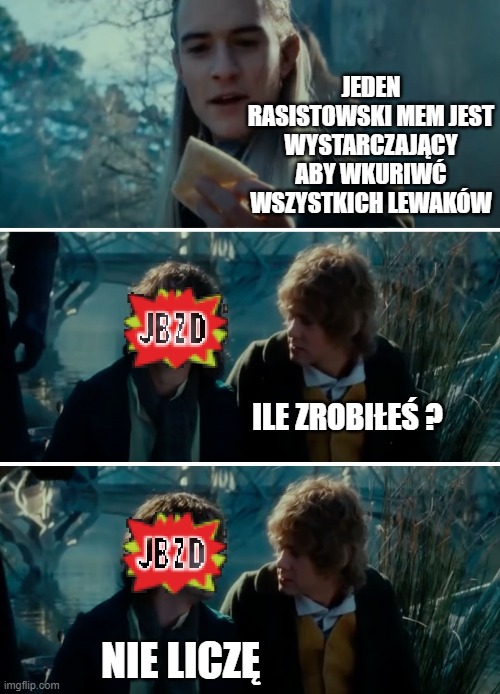 JEDEN
RASISTOWSKI MEM JEST
WYSTARCZAJĄCY
ABY WKURIWĆ
WSZYSTKICH LEWAKÓW
JBZD
ILE ZROBIŁEŚ ?
JBZD
NIE LICZĘ
imgflip.com